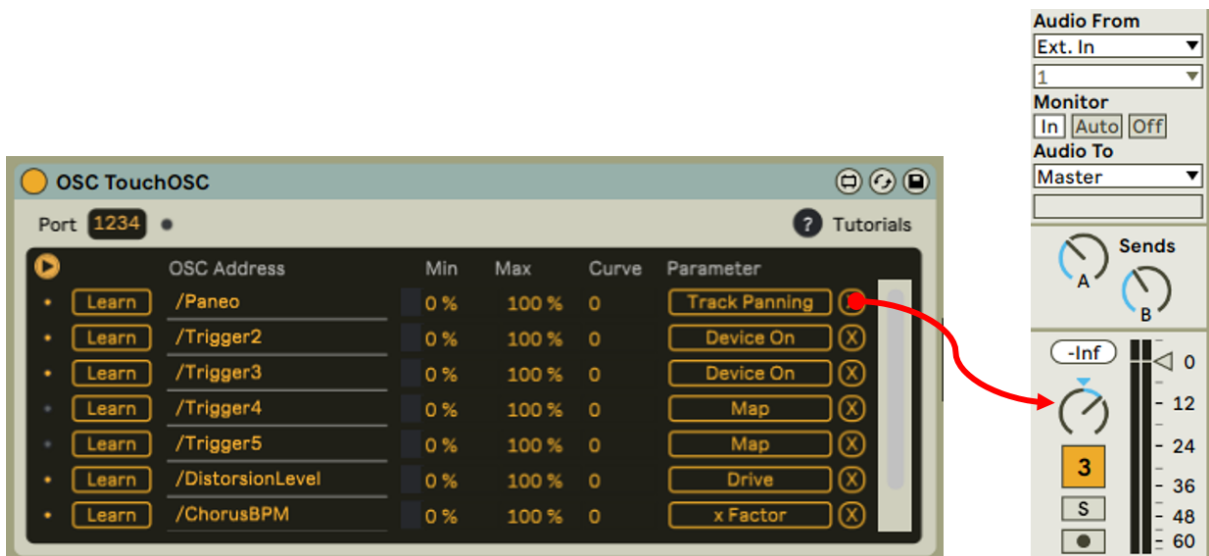 OSC TouchOSC
Port 1234 ? Tutorials
OSC Address Min Max Curve Parameter
Learn /Paneo 0 % 100 % 0 Track Panning X
Learn /Trigger2 0 % 100 % 0 Device On X
Learn /Trigger3 0 % 100 % 0 Device On X
Learn /Trigger4 0 % 100 % 0 Map X
Learn /Trigger5 0 % 100 % 0 Map X
Learn /DistorsionLevel 0 % 100 % 0 Drive X
Learn /ChorusBPM 0 % 100 % 0 x Factor X
Audio From
Ext. In
1
Monitor
In Auto Off
Audio To
Master
Sends
A
B
-Inf
0
12
24
3
36
S
48
60